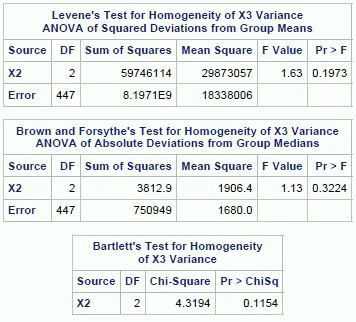 Levene's Test for Homogeneity of X3 Variance
ANOVA of Squared Deviations from Group Means
Source DF Sum of Squares Mean Square F Value Pr > F
X2 2 59746114 29873057 1.63 0.1973
Error 447 8.1971E9 18338006
Brown and Forsythe's Test for Homogeneity of X3 Variance
ANOVA of Absolute Deviations from Group Medians
Source DF Sum of Squares Mean Square F Value Pr > F
X2 2 3812.9 1906.4 1.13 0.3224
Error 447 750949 1680.0
Bartlett's Test for Homogeneity
of X3 Variance
Source DF Chi-Square Pr > ChiSq
X2 2 4.3194 0.1154